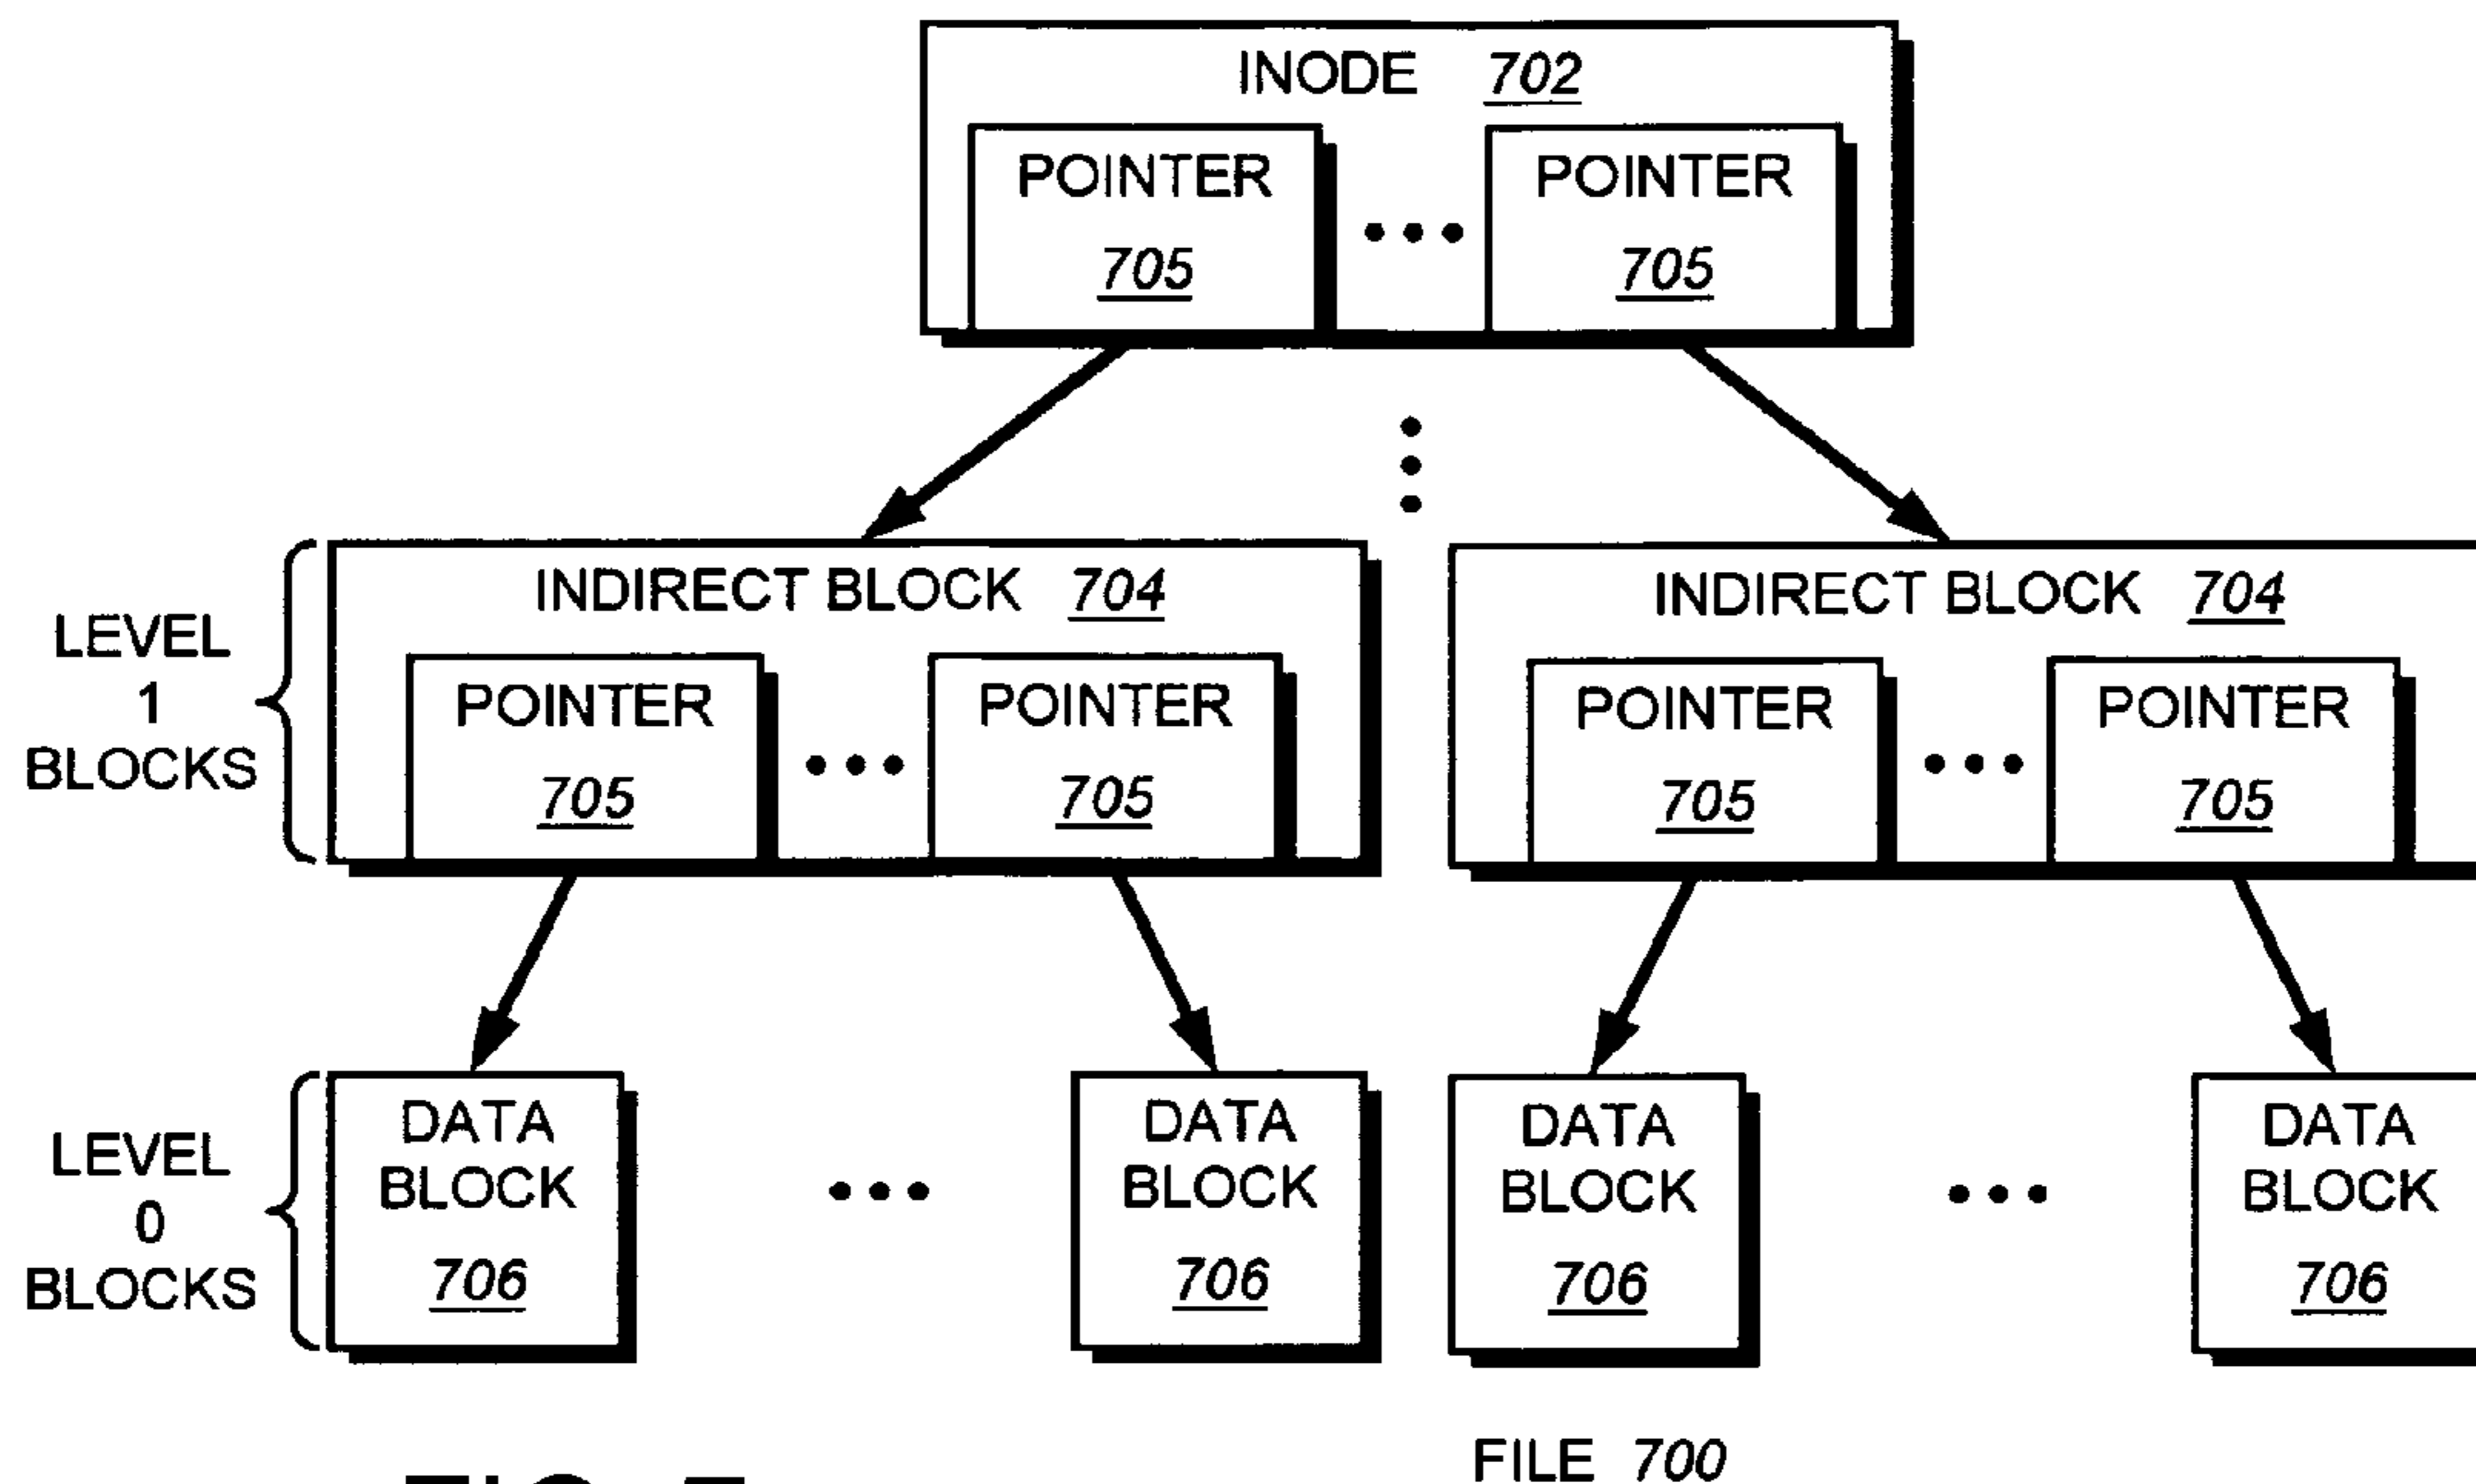 INODE 702
POINTER POINTER
705 705
INDIRECT BLOCK 704 INDIRECT BLOCK 704
LEVEL
1
BLOCKS
POINTER POINTER POINTER POINTER
705 705 705 705
LEVEL
0
BLOCKS
DATA DATA DATA DATA
BLOCK BLOCK BLOCK BLOCK
706 706 706 706
FILE 700